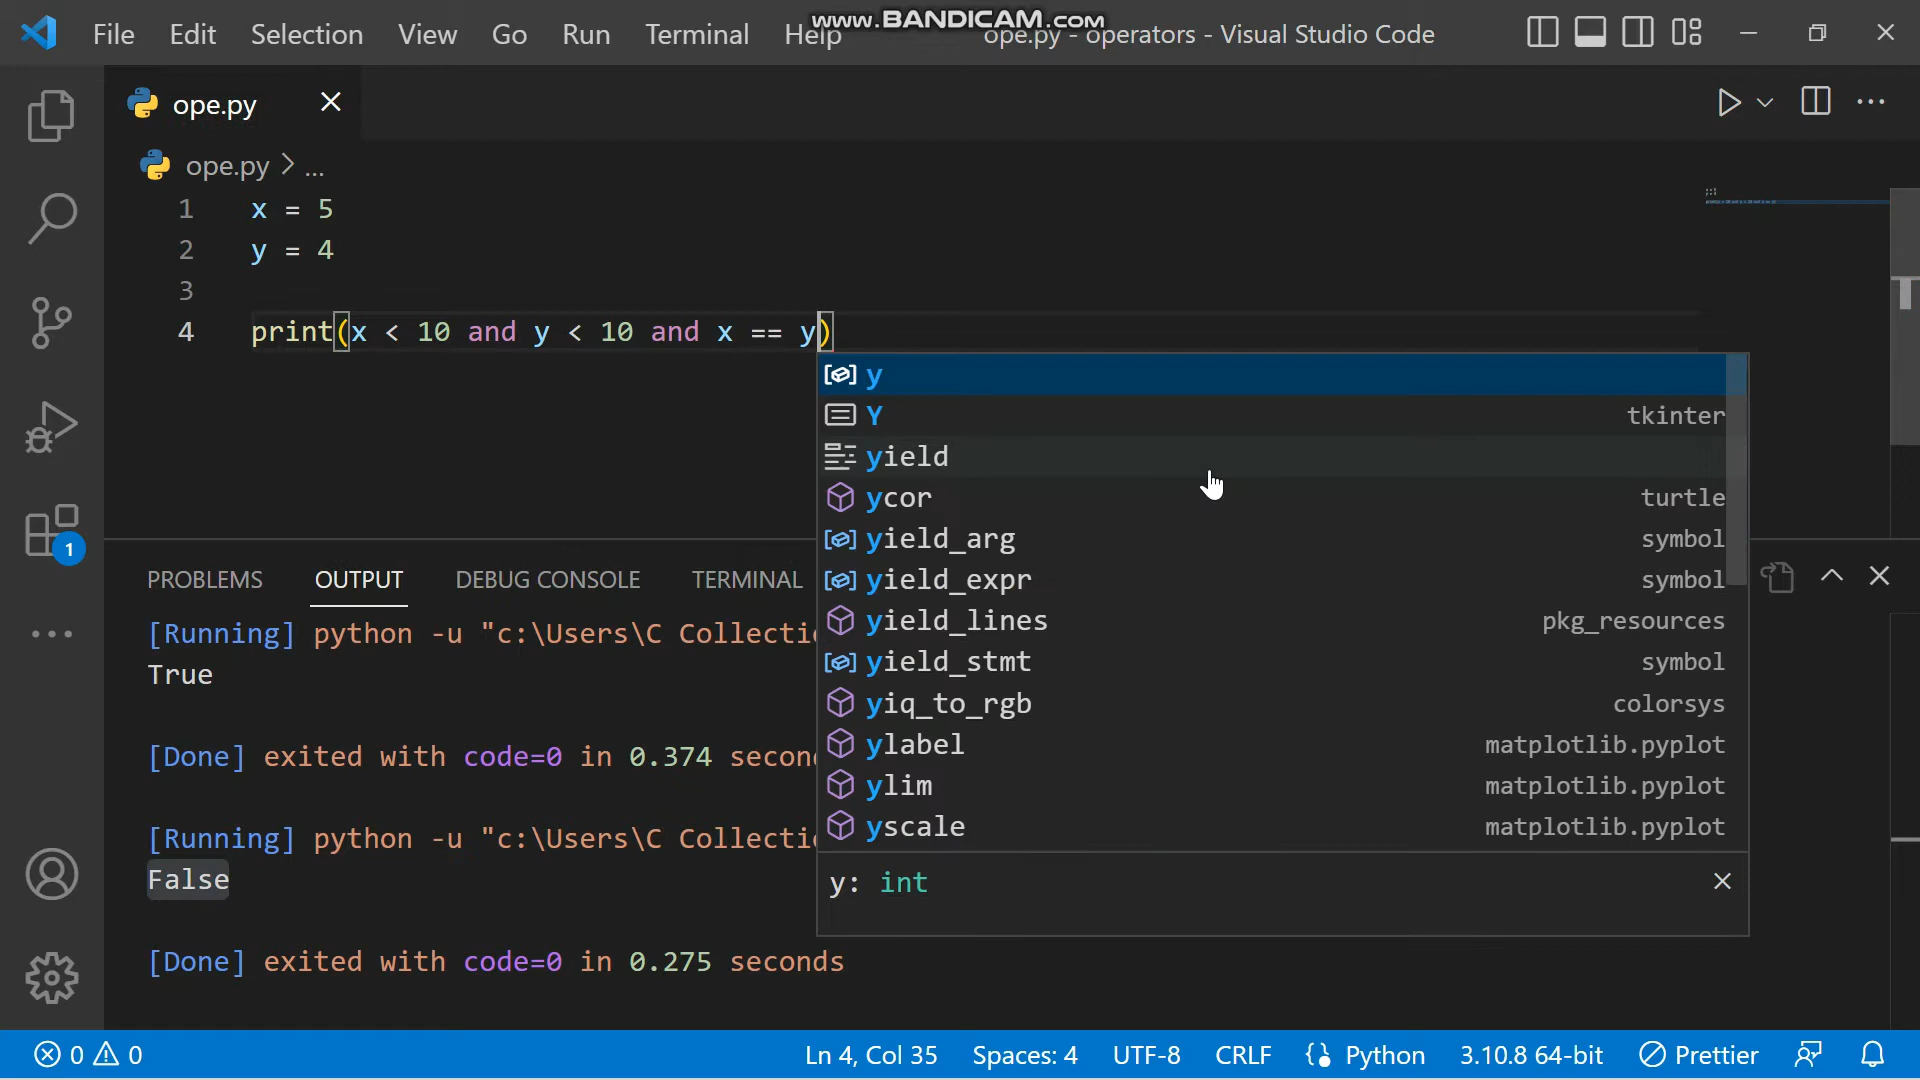 File Edit Selection View Go Run Terminal Help
www.BANDICAM.com
ope.py - operators - Visual Studio Code
ope.py
ope.py > ...
1 x = 5
2 y = 4
3
4 print(x < 10 and y < 10 and x == y)
y
Y tkinter
yield
ycor turtle
yield_arg symbol
yield_expr symbol
yield_lines pkg_resources
yield_stmt symbol
yiq_to_rgb colorsys
ylabel matplotlib.pyplot
ylim matplotlib.pyplot
yscale matplotlib.pyplot
y: int
PROBLEMS OUTPUT DEBUG CONSOLE TERMINAL
[Running] python -u "c:\Users\C Collecti
True
[Done] exited with code=0 in 0.374 secon
[Running] python -u "c:\Users\C Collecti
False
[Done] exited with code=0 in 0.275 seconds
1
0 0 Ln 4, Col 35 Spaces: 4 UTF-8 CRLF Python 3.10.8 64-bit Prettier